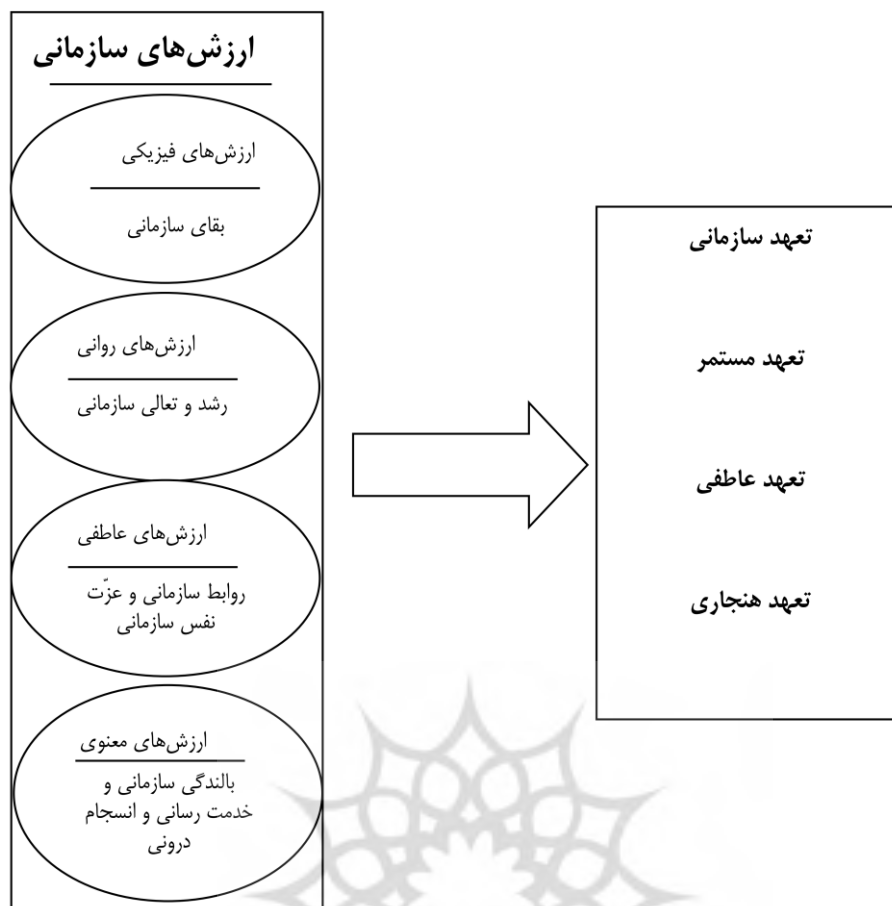 ارزش‌های سازمانی
ارزش‌های فیزیکی
بقای سازمانی
ارزش‌های روانی
رشد و تعالی سازمانی
ارزش‌های عاطفی
روابط سازمانی و عزّت
نفس سازمانی
ارزش‌های معنوی
بالندگی سازمانی و
خدمت رسانی و انسجام
درونی
تعهد سازمانی
تعهد مستمر
تعهد عاطفی
تعهد هنجاری